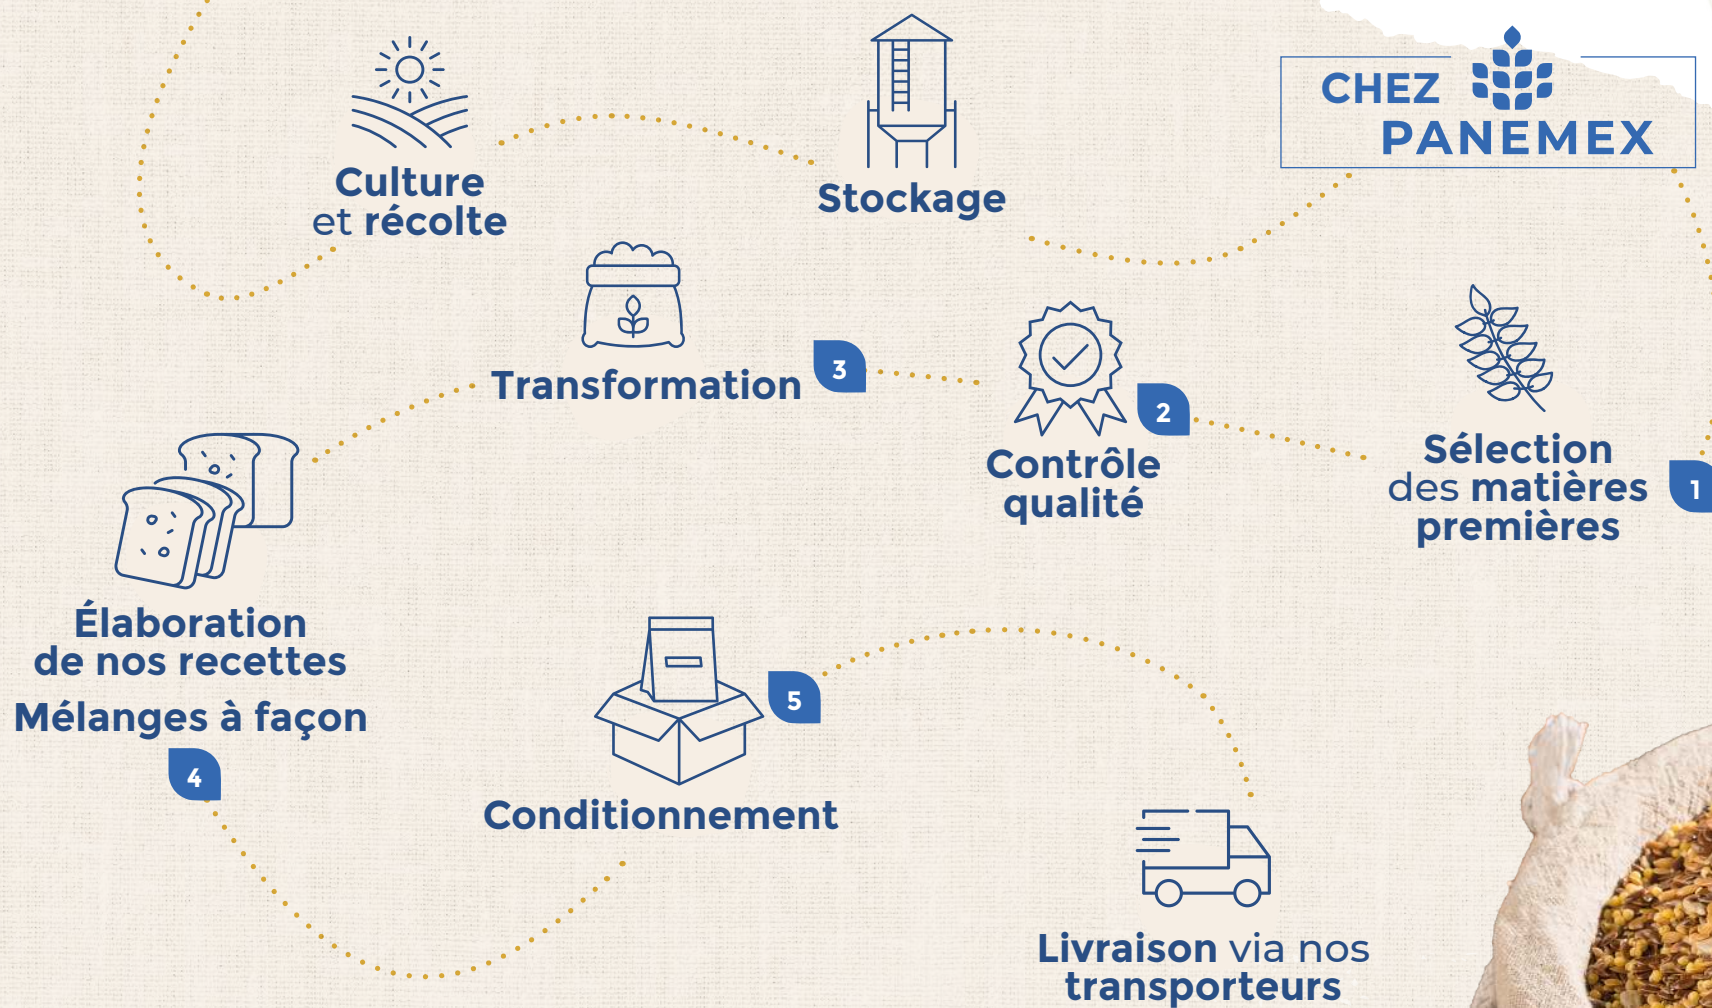 Culture
et récolte
Stockage
CHEZ
PANEMEX
Sélection
des matières
premières
1
Contrôle
qualité
2
Transformation
3
Élaboration
de nos recettes
Mélanges à façon
4
Conditionnement
5
Livraison via nos
transporteurs